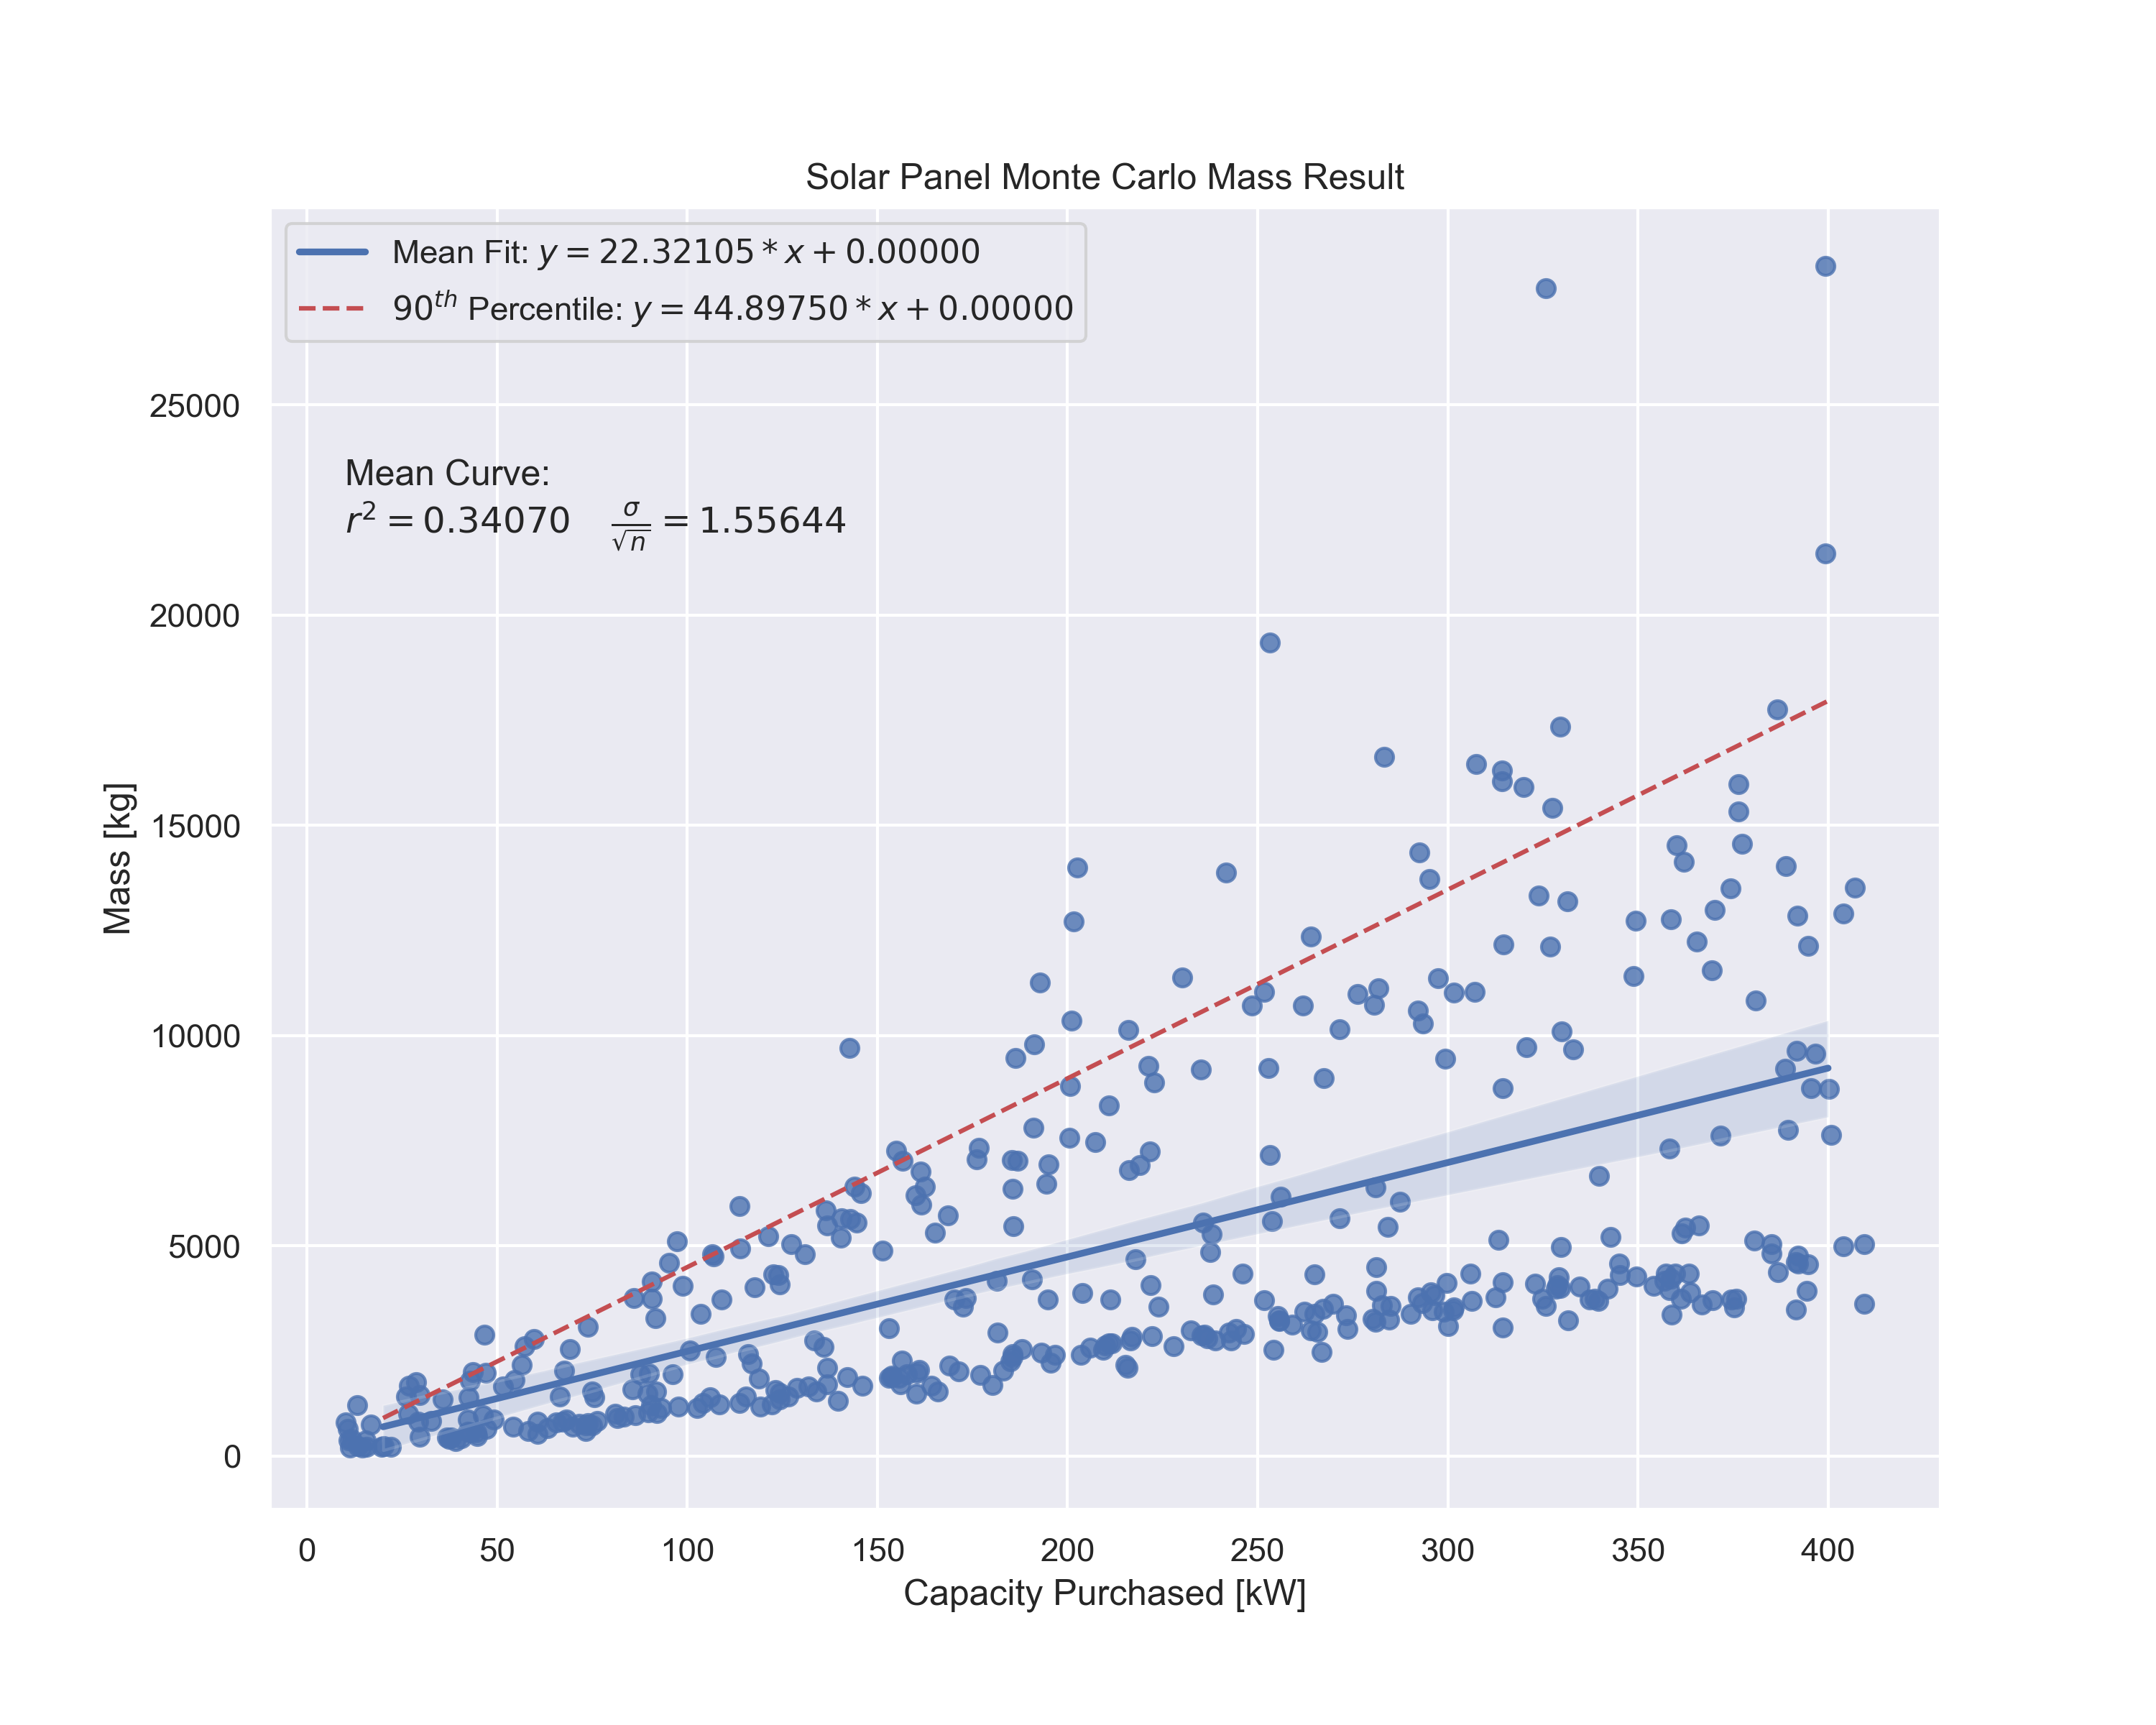 Solar Panel Monte Carlo Mass Result
Mean Fit: y = 22.32105 * x + 0.00000
90^{th} Percentile: y = 44.89750 * x + 0.00000
Mean Curve:
r² = 0.34070 σ/√n = 1.55644
Mass [kg]
25000
20000
15000
10000
5000
0
0 50 100 150 200 250 300 350 400
Capacity Purchased [kW]